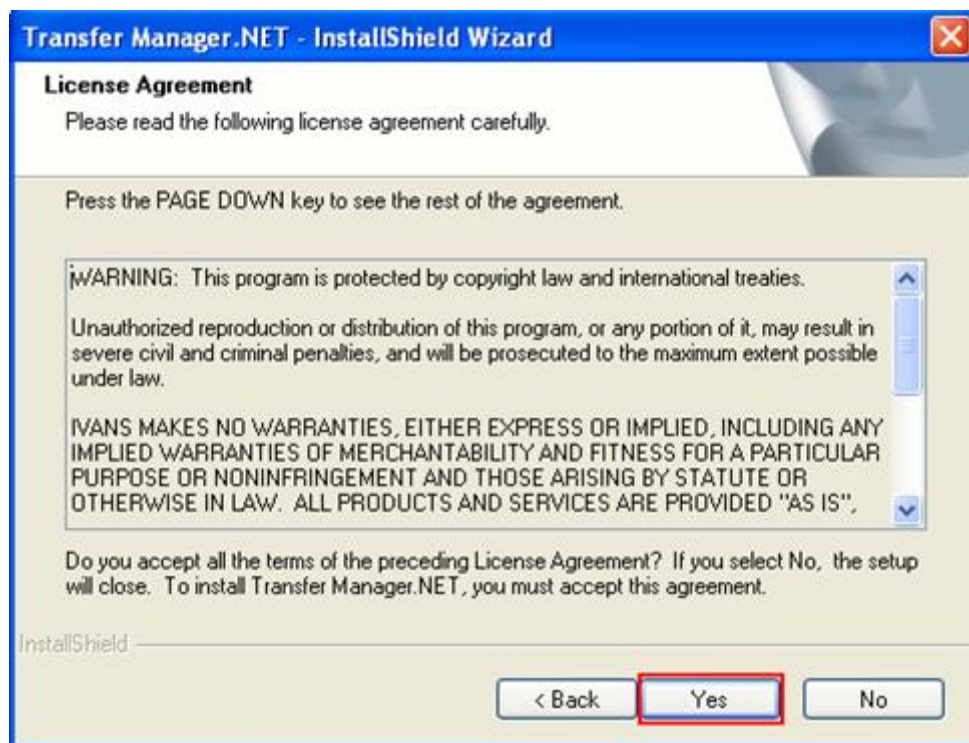 Transfer Manager.NET - InstallShield Wizard
License Agreement
Please read the following license agreement carefully.
Press the PAGE DOWN key to see the rest of the agreement.
WARNING:  This program is protected by copyright law and international treaties.
Unauthorized reproduction or distribution of this program, or any portion of it, may result in
severe civil and criminal penalties, and will be prosecuted to the maximum extent possible
under law.
IVANS MAKES NO WARRANTIES, EITHER EXPRESS OR IMPLIED, INCLUDING ANY
IMPLIED WARRANTIES OF MERCHANTABILITY AND FITNESS FOR A PARTICULAR
PURPOSE OR NONINFRINGEMENT AND THOSE ARISING BY STATUTE OR
OTHERWISE IN LAW.  ALL PRODUCTS AND SERVICES ARE PROVIDED "AS IS",
Do you accept all the terms of the preceding License Agreement?  If you select No,  the setup
will close.  To install Transfer Manager.NET, you must accept this agreement.
InstallShield
< Back Yes No